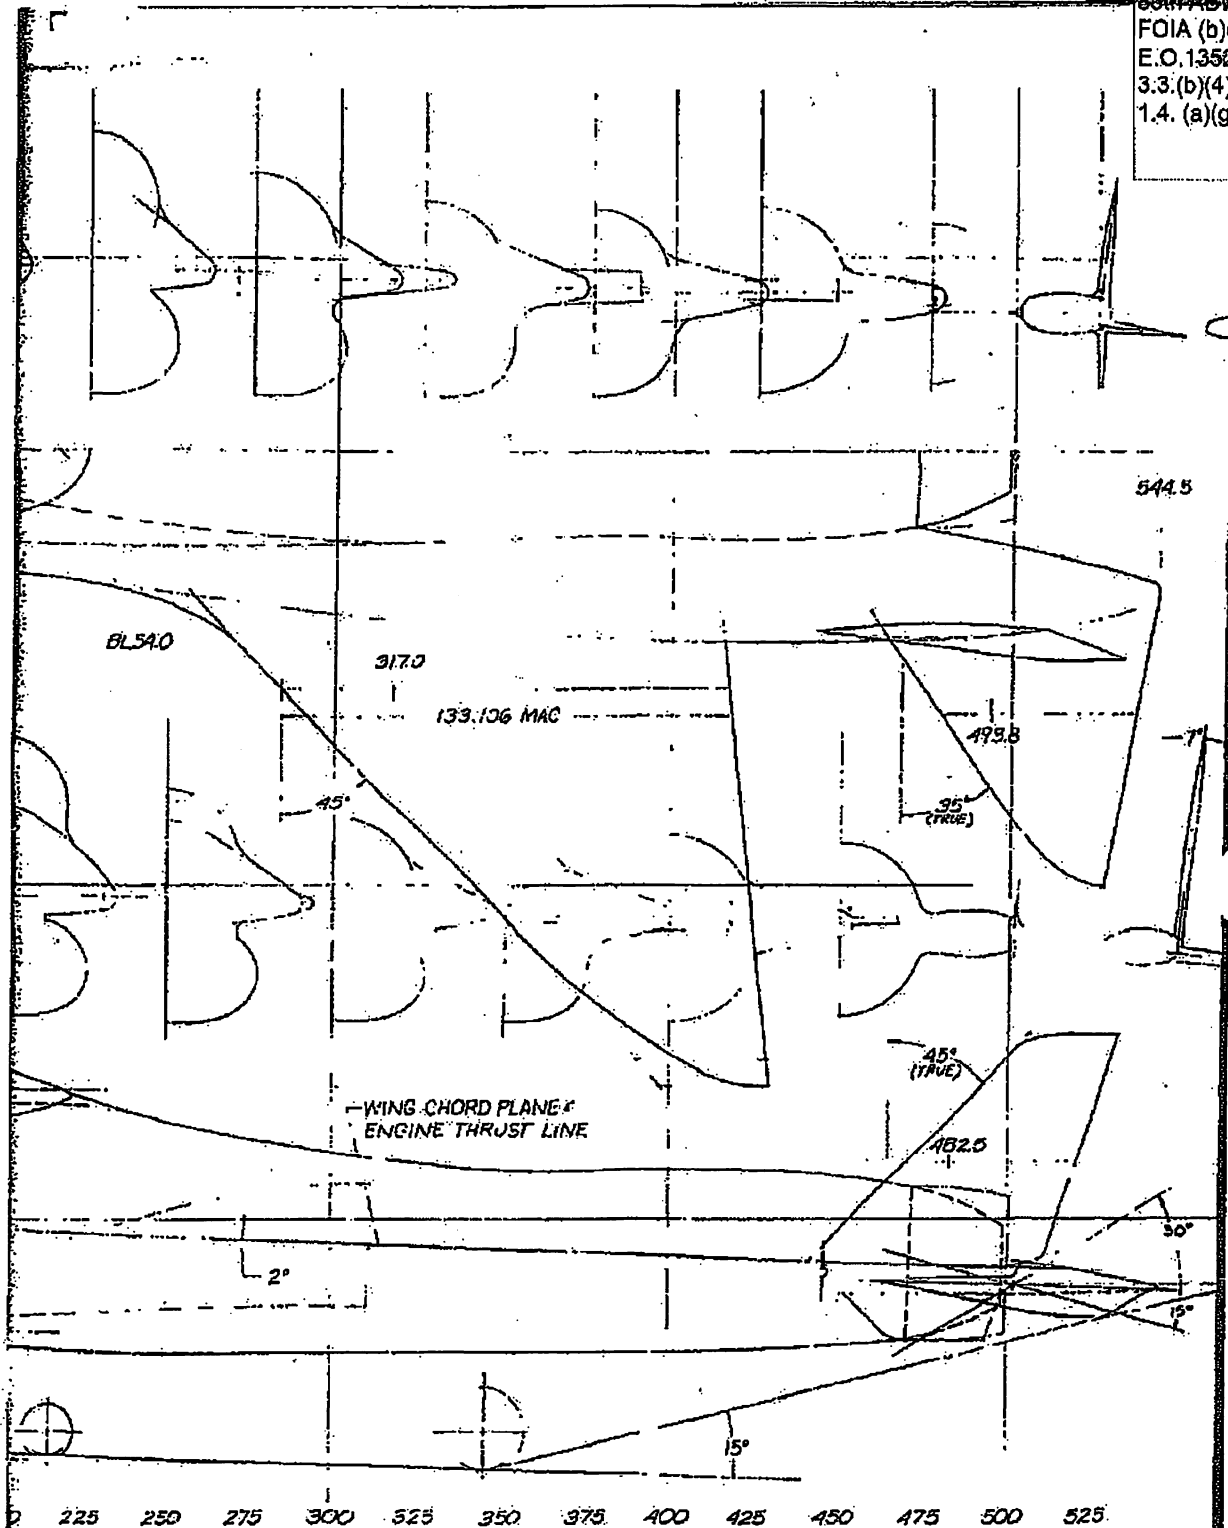 FOIA (b)
E.O.1352
3.3.(b)(4)
1.4. (a)(g
544.5
BL54.0
317.0
133.106 MAC
493.8
7°
45°
35°
(TRUE)
45°
(TRUE)
WING CHORD PLANE &
ENGINE THRUST LINE
482.5
30°
2°
15°
15°
225 250 275 300 325 350 375 400 425 450 475 500 525